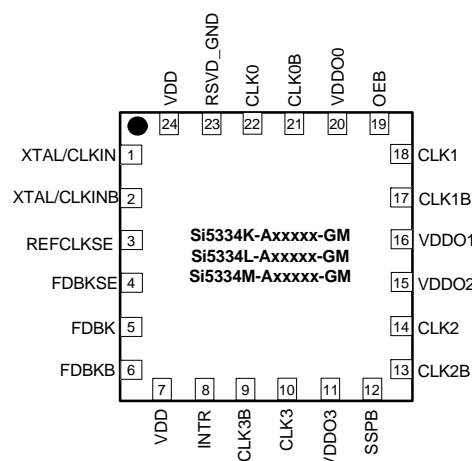 VDD
RSVD_GND
CLK0
CLK0B
VDDO0
OEB
24
23
22
21
20
19
XTAL/CLKIN 1
XTAL/CLKINB 2
REFCLKSE 3
FDBKSE 4
FDBK 5
FDBKB 6
Si5334K-Axxxxx-GM
Si5334L-Axxxxx-GM
Si5334M-Axxxxx-GM
18 CLK1
17 CLK1B
16 VDDO1
15 VDDO2
14 CLK2
13 CLK2B
7
8
9
10
11
12
VDD
INTR
CLK3B
CLK3
VDDO3
SSPB